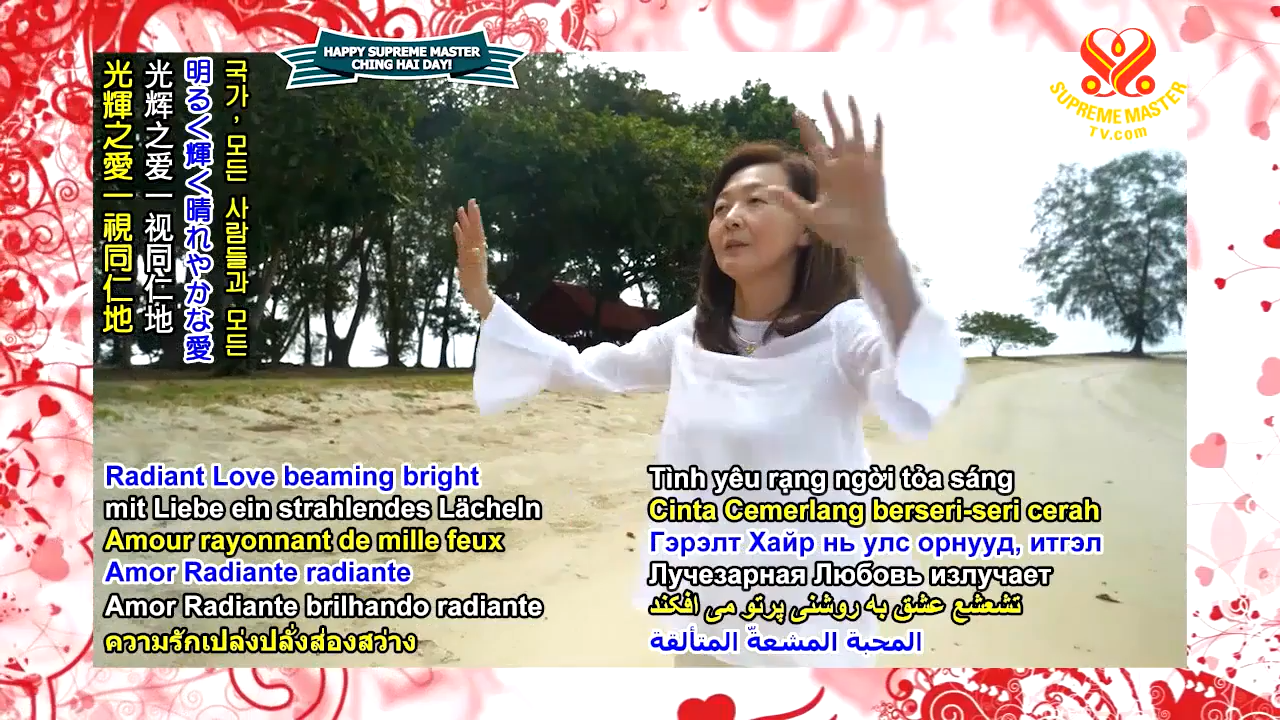 HAPPY SUPREME MASTER
CHING HAI DAY!
SUPREME MASTER
TV.com
국가, 모든 사람들과 모든
明るく輝く晴れやかな愛
光辉之爱一视同仁地
光輝之愛一視同仁地
Radiant Love beaming bright
mit Liebe ein strahlendes Lächeln
Amour rayonnant de mille feux
Amor Radiante radiante
Amor Radiante brilhando radiante
ความรักเปล่งปลั่งส่องสว่าง
Tình yêu rạng ngời tỏa sáng
Cinta Cemerlang berseri-seri cerah
Гэрэлт Хайр нь улс орнууд, итгэл
Лучезарная Любовь излучает
تشعشع عشق به روشنی پرتو می افکند
المحبة المشعةّ المتألقة